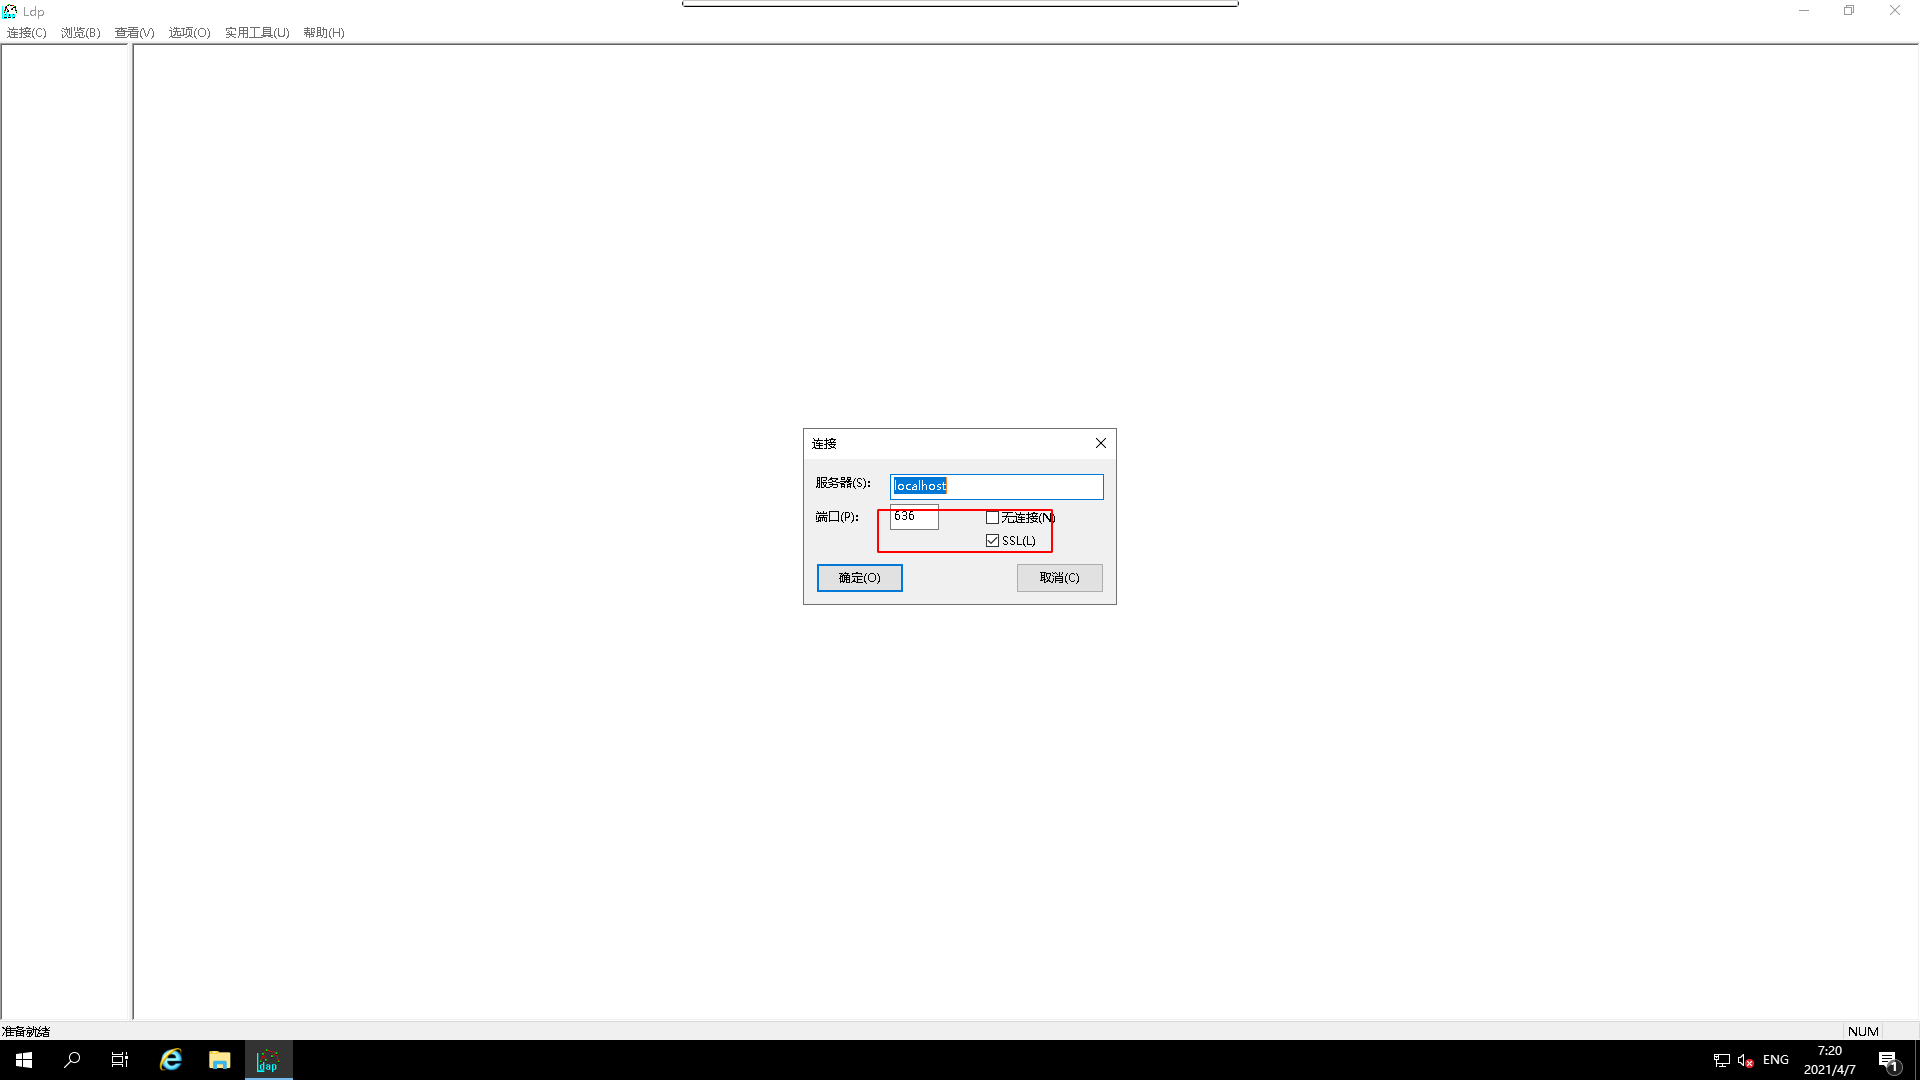 Ldp
连接(C) 浏览(B) 查看(V) 选项(O) 实用工具(U) 帮助(H)
连接
服务器(S): localhost
端口(P): 636 无连接(N)
SSL(L)
确定(O) 取消(C)
准备就绪 NUM
ldap ENG 7:20
2021/4/7 1